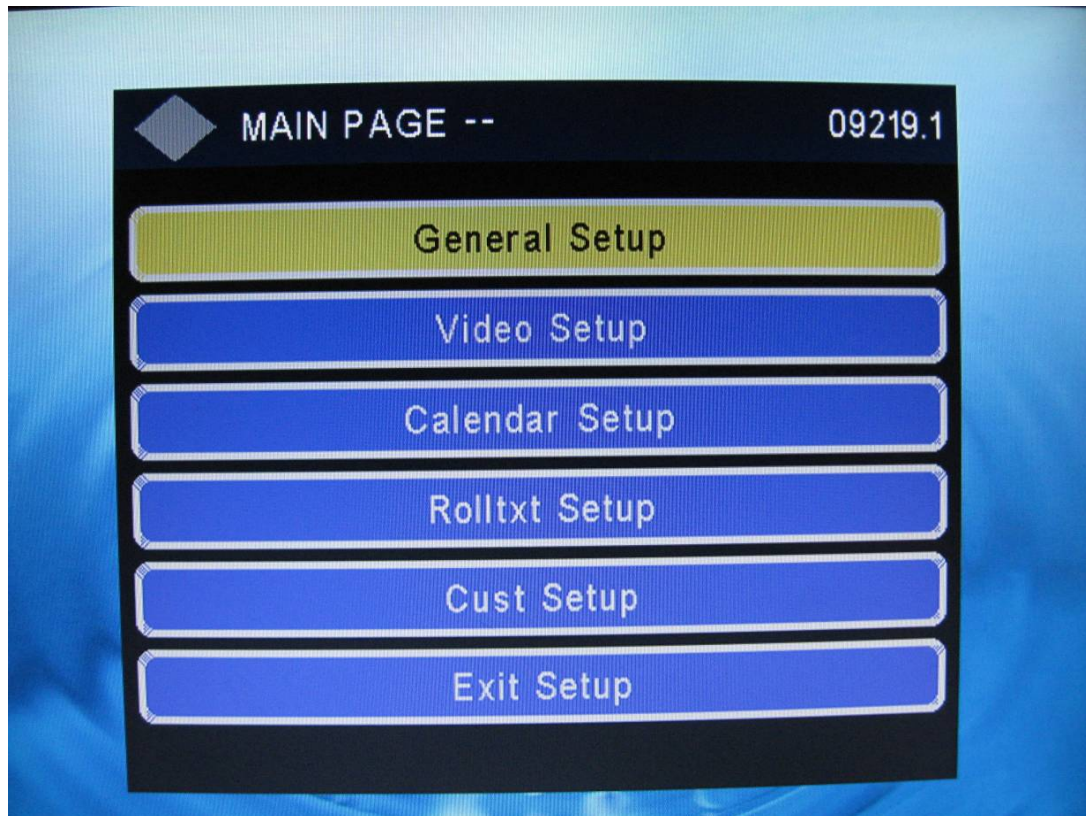 MAIN PAGE -- 09219.1
General Setup
Video Setup
Calendar Setup
Rolltxt Setup
Cust Setup
Exit Setup